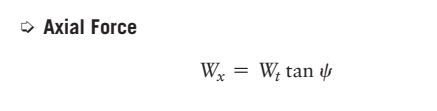 ➩ Axial Force
Wₓ = Wₜ tan ψ